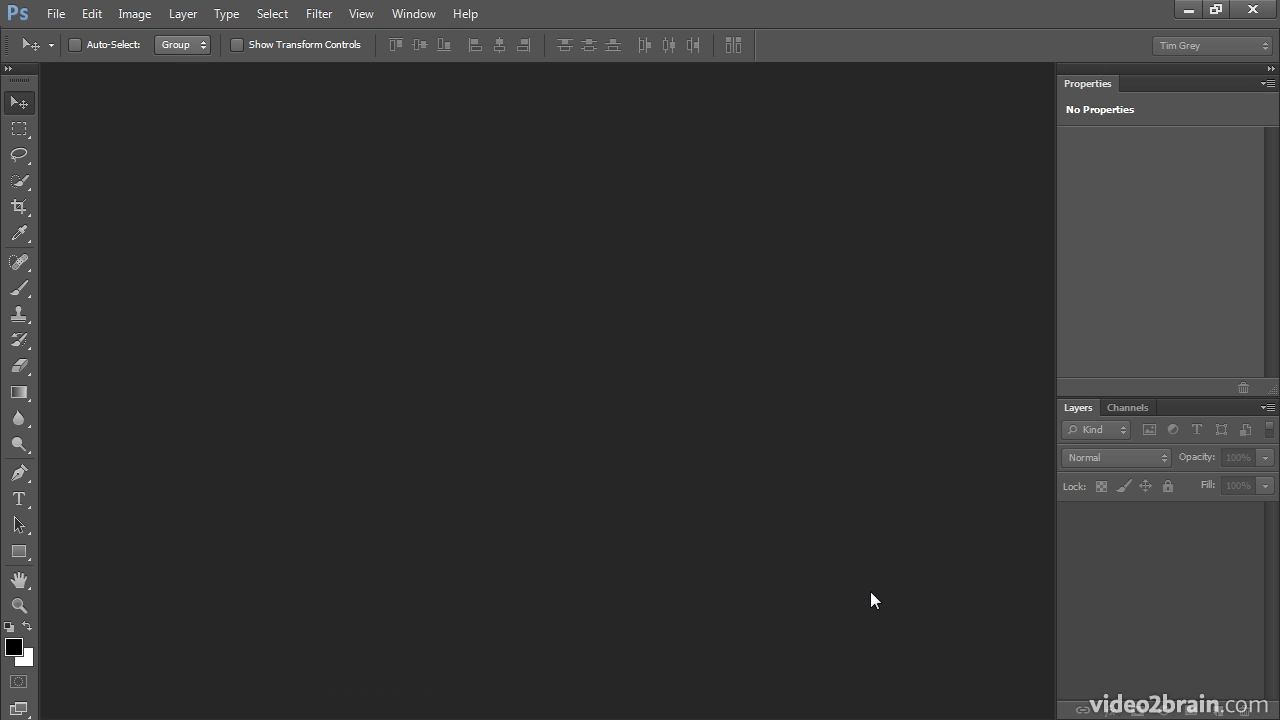 Ps File Edit Image Layer Type Select Filter View Window Help
Auto-Select: Group Show Transform Controls Tim Grey
Properties
No Properties
Layers Channels
Kind T
Normal Opacity: 100%
Lock: Fill: 100%
T
video2brain.com